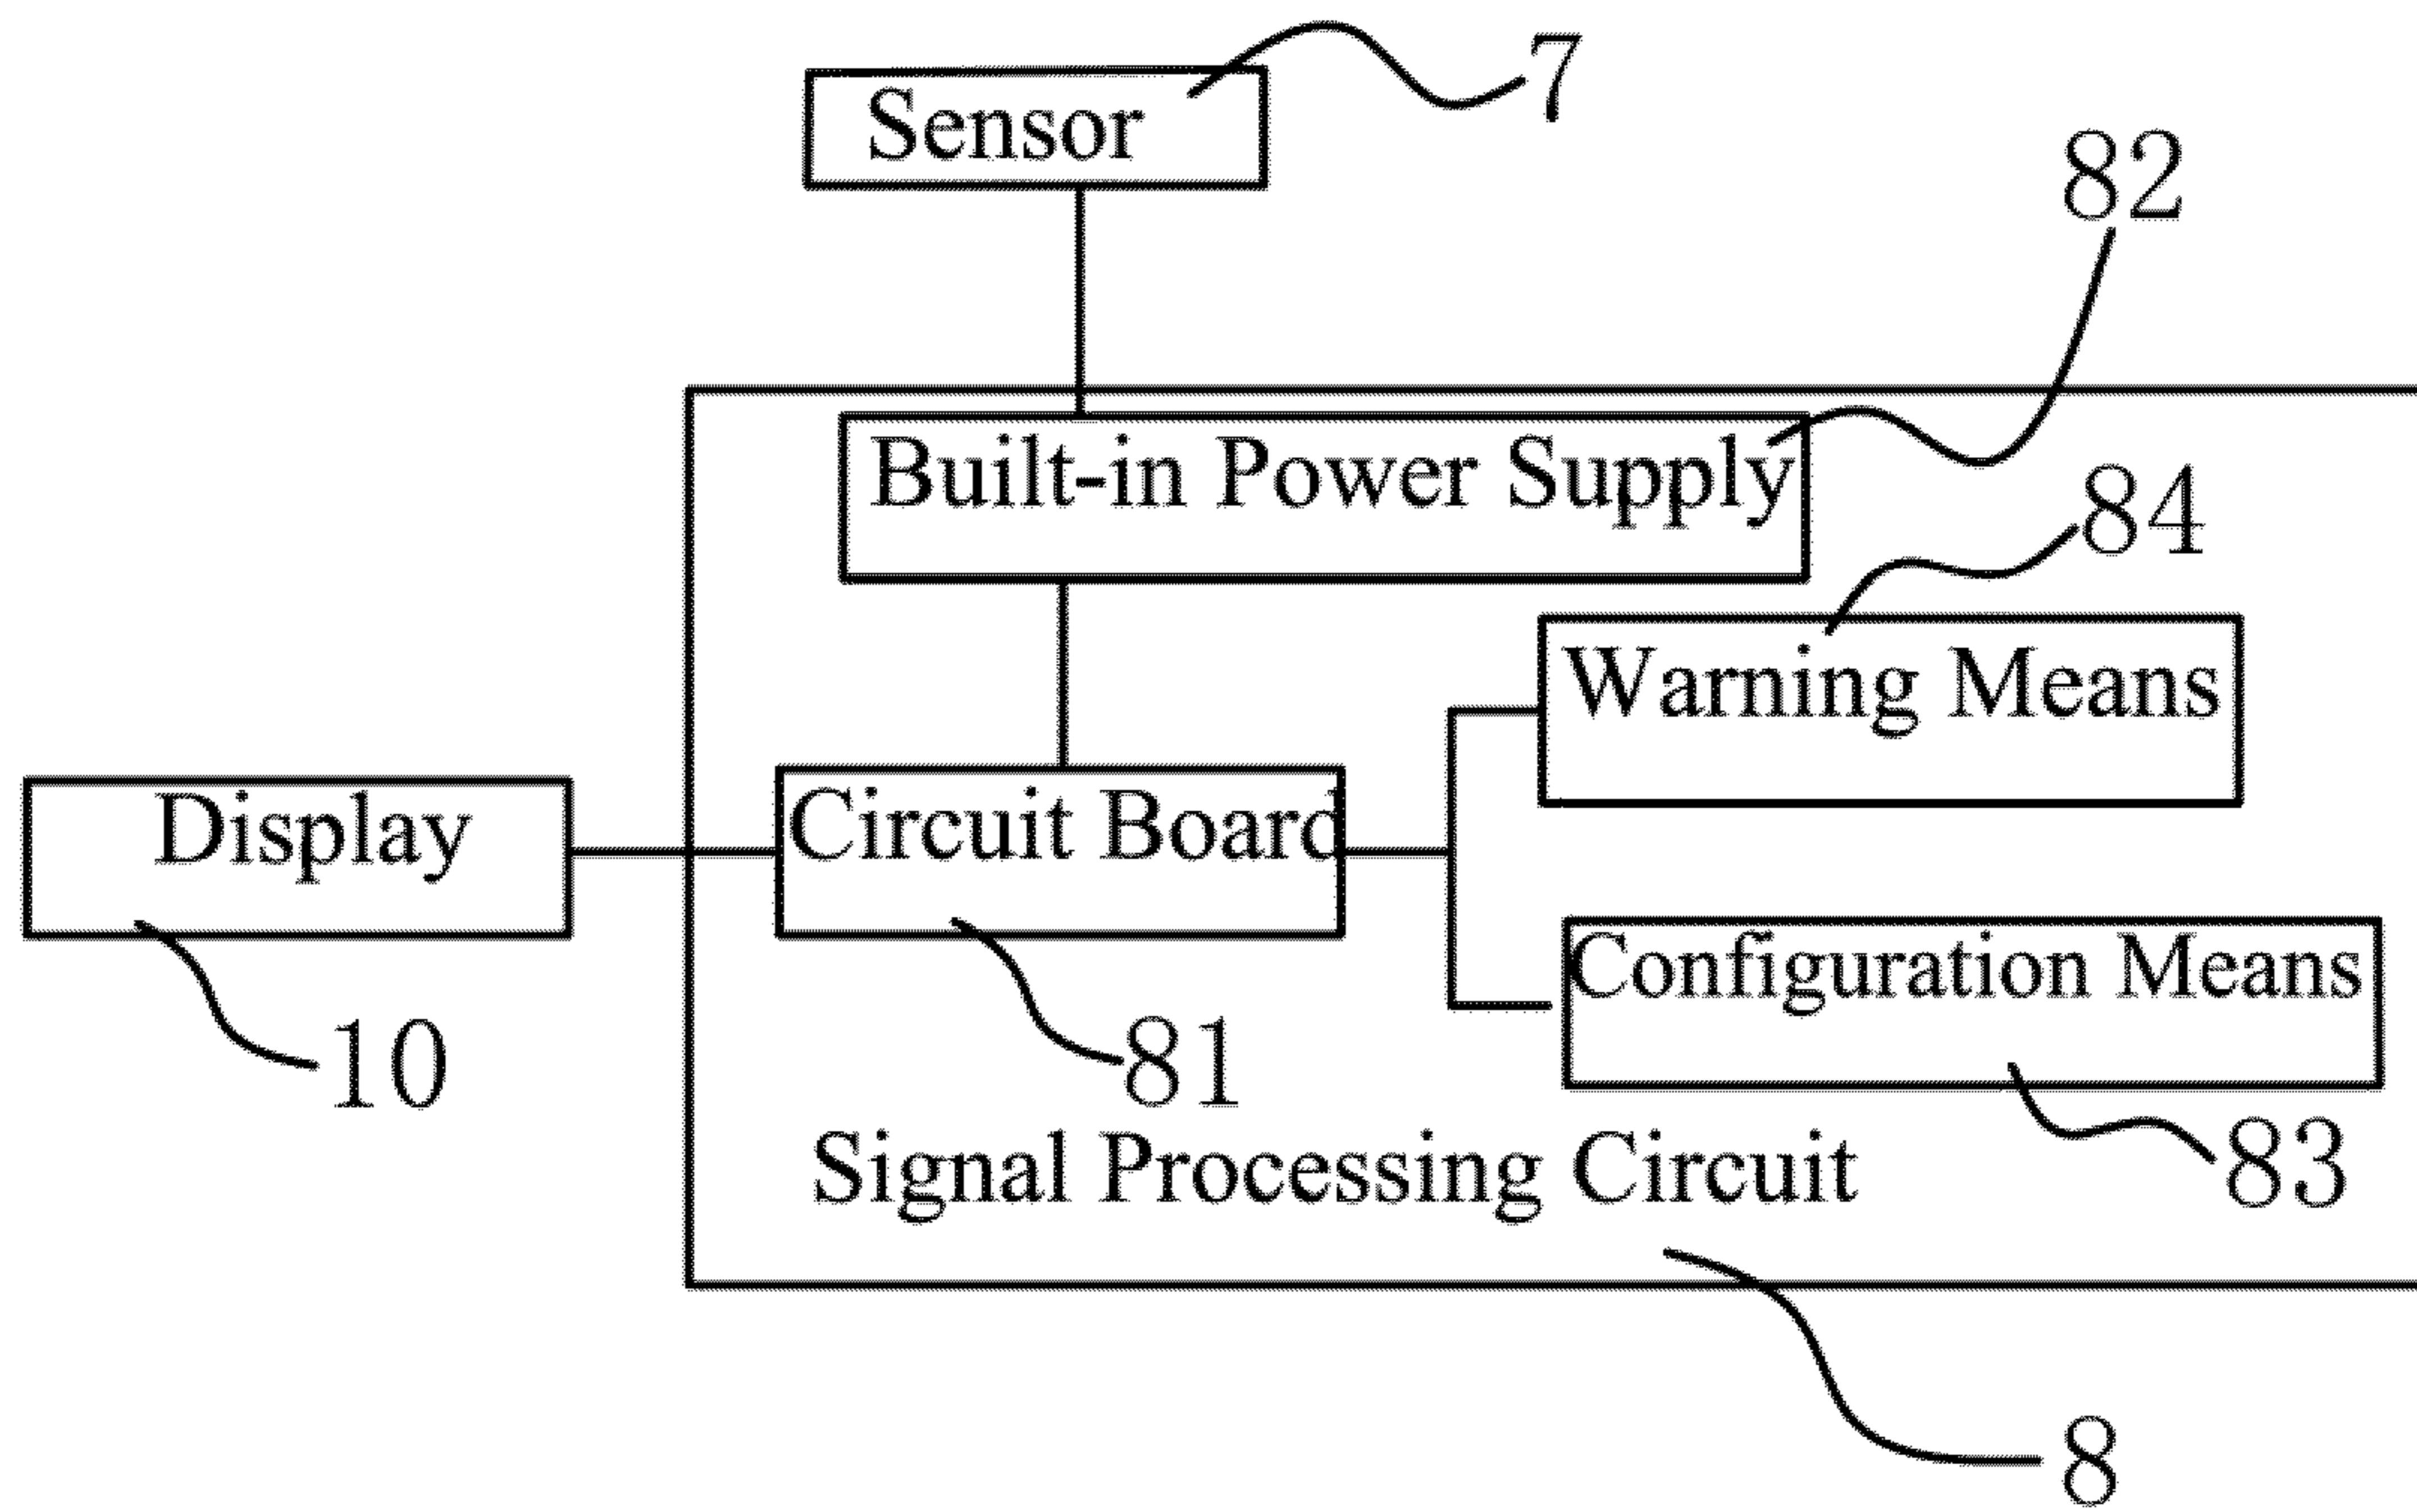 Sensor
7
82
Built-in Power Supply
84
Warning Means
Display
Circuit Board
Configuration Means
10
81
83
Signal Processing Circuit
8